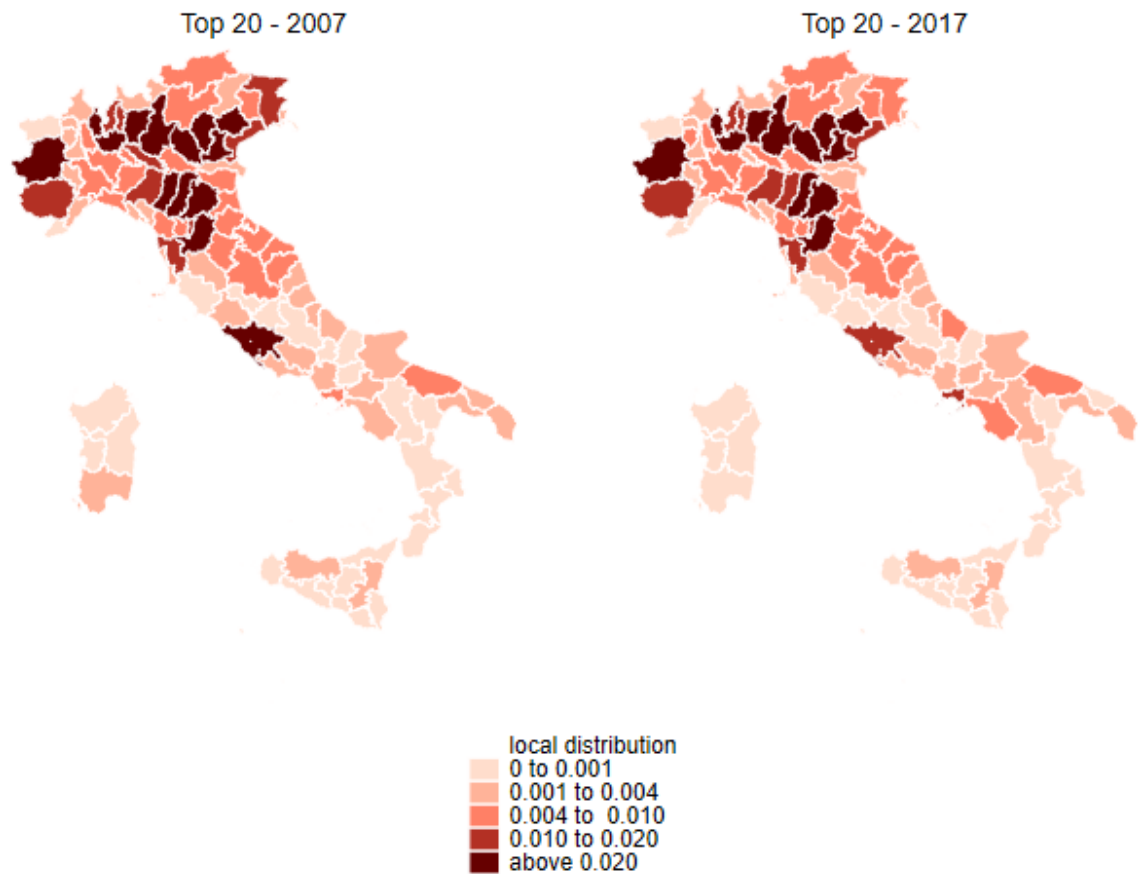 Top 20 - 2007
Top 20 - 2017
local distribution
0 to 0.001
0.001 to 0.004
0.004 to  0.010
0.010 to 0.020
above 0.020